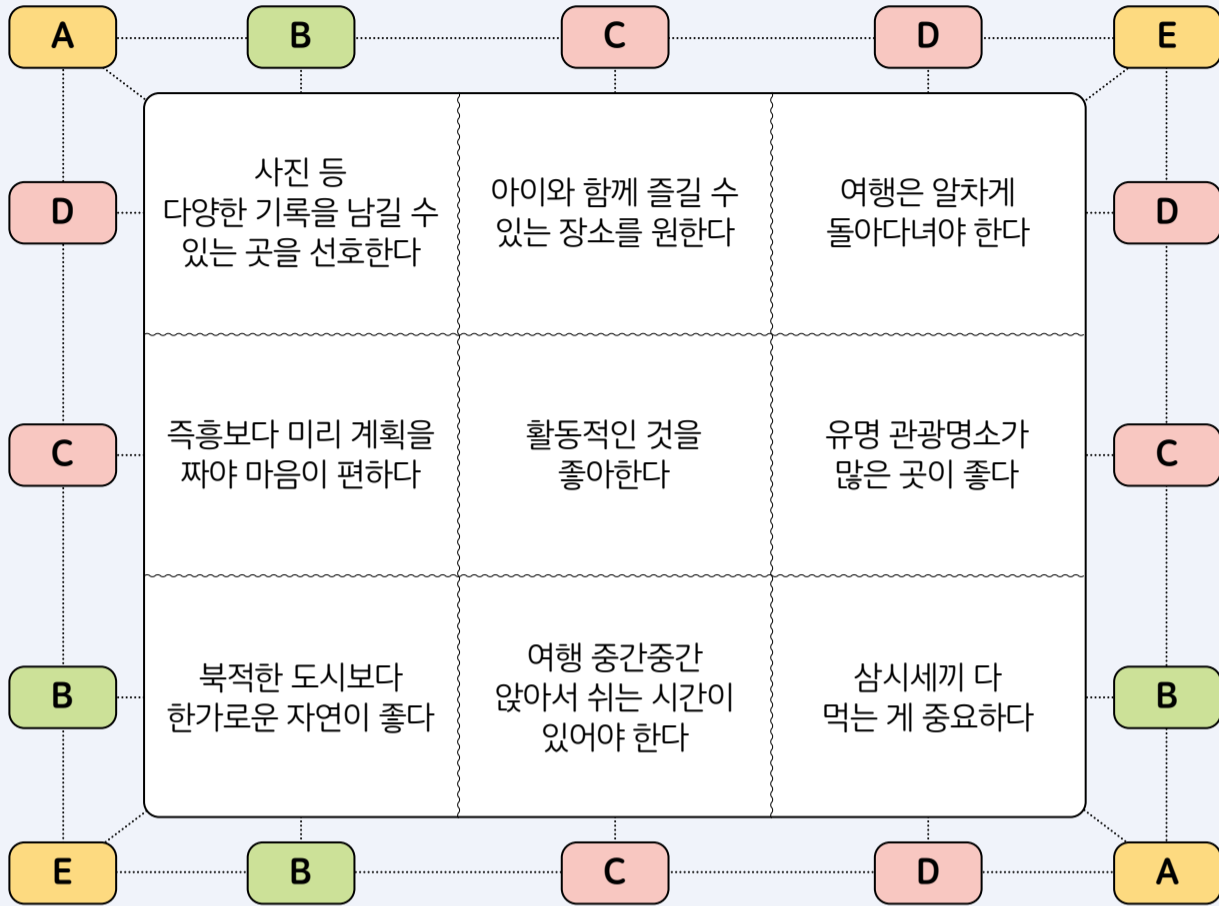 A
B
C
D
E
D
사진 등
다양한 기록을 남길 수
있는 곳을 선호한다
아이와 함께 즐길 수
있는 장소를 원한다
여행은 알차게
돌아다녀야 한다
D
C
즉흥보다 미리 계획을
짜야 마음이 편하다
활동적인 것을
좋아한다
유명 관광명소가
많은 곳이 좋다
C
B
북적한 도시보다
한가로운 자연이 좋다
여행 중간중간
앉아서 쉬는 시간이
있어야 한다
삼시세끼 다
먹는 게 중요하다
B
E
B
C
D
A